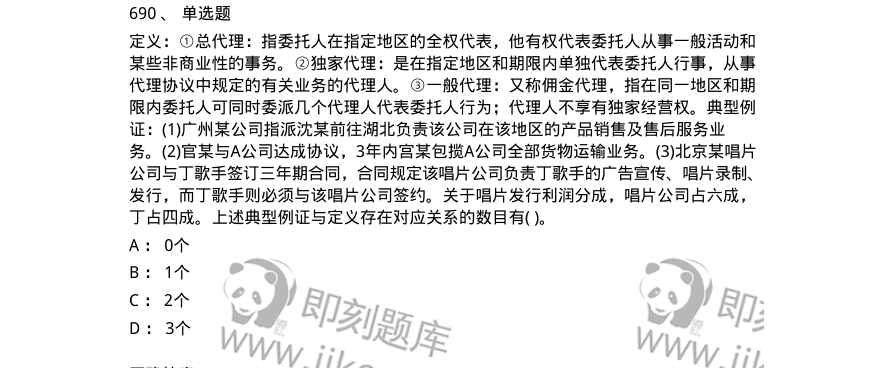 690 、 单选题
定义：①总代理：指委托人在指定地区的全权代表，他有权代表委托人从事一般活动和
某些非商业性的事务。②独家代理：是在指定地区和期限内单独代表委托人行事，从事
代理协议中规定的有关业务的代理人。③一般代理：又称佣金代理，指在同一地区和期
限内委托人可同时委派几个代理人代表委托人行为；代理人不享有独家经营权。典型例
证：(1)广州某公司指派沈某前往湖北负责该公司在该地区的产品销售及售后服务业
务。(2)官某与A公司达成协议，3年内宫某包揽A公司全部货物运输业务。(3)北京某唱片
公司与丁歌手签订三年期合同，合同规定该唱片公司负责丁歌手的广告宣传、唱片录制、
发行，而丁歌手则必须与该唱片公司签约。关于唱片发行利润分成，唱片公司占六成，
丁占四成。上述典型例证与定义存在对应关系的数目有( )。
A： 0个
B： 1个
C： 2个
D： 3个
即刻题库
www.jike
即刻
www.